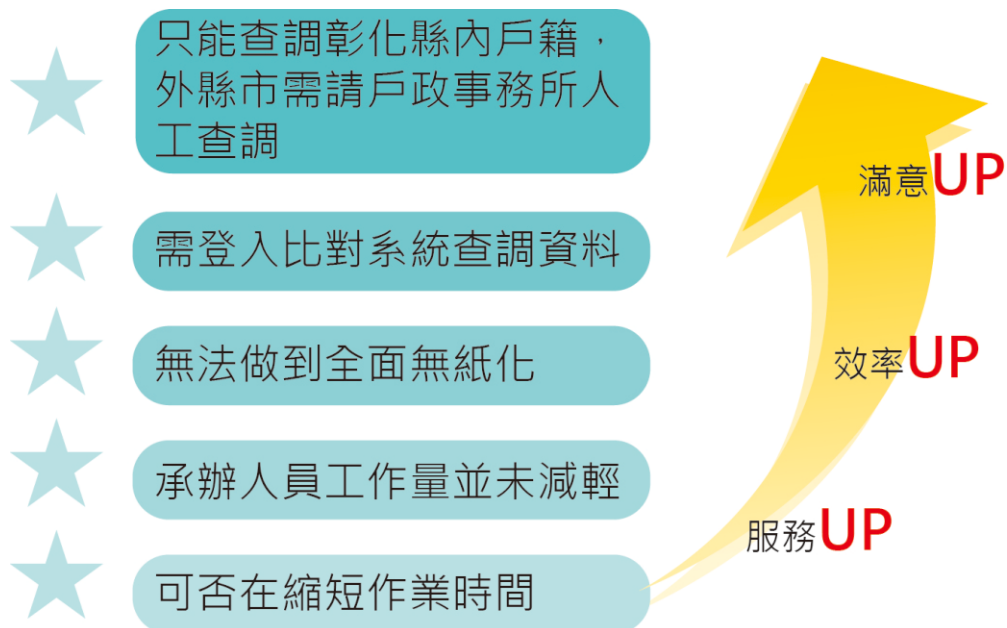 只能查調彰化縣內戶籍，
外縣市需請戶政事務所人
工查調
需登入比對系統查調資料
無法做到全面無紙化
承辦人員工作量並未減輕
可否在縮短作業時間
滿意UP
效率UP
服務UP